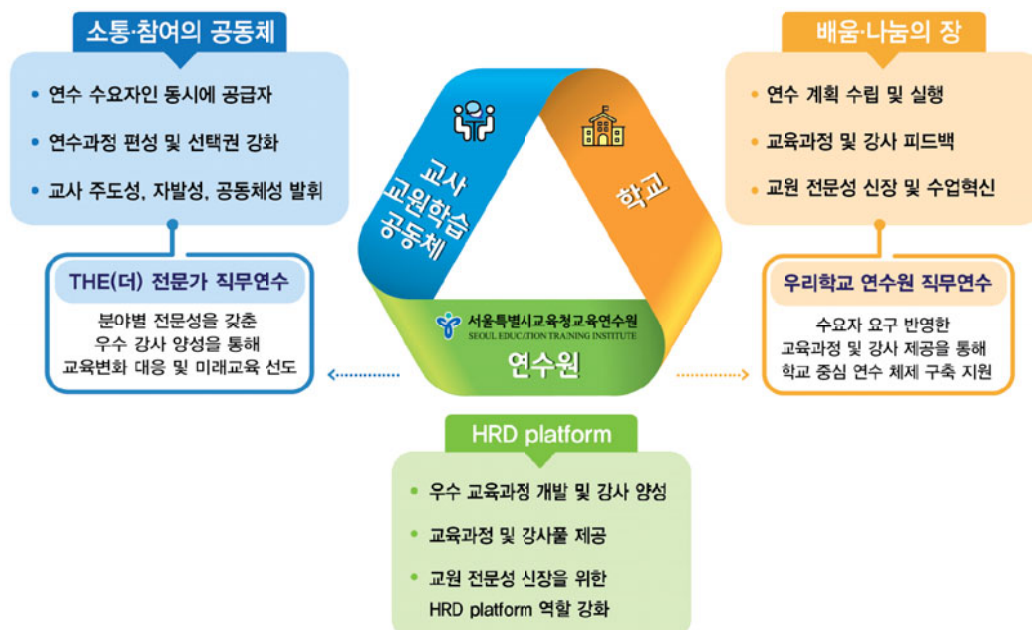 소통·참여의 공동체
• 연수 수요자인 동시에 공급자
• 연수과정 편성 및 선택권 강화
• 교사 주도성, 자발성, 공동체성 발휘
THE(더) 전문가 직무연수
분야별 전문성을 갖춘
우수 강사 양성을 통해
교육변화 대응 및 미래교육 선도
교사
교원학습
공동체
학교
서울특별시교육청교육연수원
SEOUL EDUCATION TRAINING INSTITUTE
연수원
배움·나눔의 장
• 연수 계획 수립 및 실행
• 교육과정 및 강사 피드백
• 교원 전문성 신장 및 수업혁신
우리학교 연수원 직무연수
수요자 요구 반영한
교육과정 및 강사 제공을 통해
학교 중심 연수 체제 구축 지원
HRD platform
• 우수 교육과정 개발 및 강사 양성
• 교육과정 및 강사풀 제공
• 교원 전문성 신장을 위한
HRD platform 역할 강화